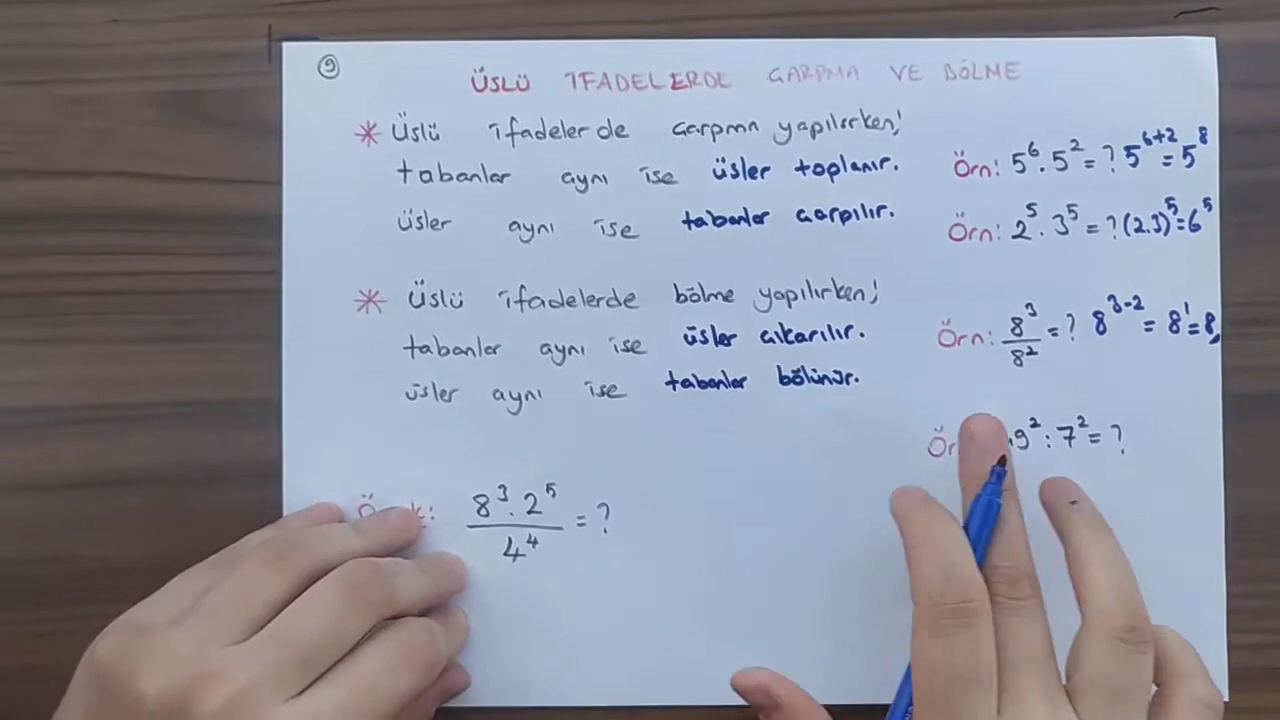 9
ÜSLÜ İFADELERDE ÇARPMA VE BÖLME
* Üslü ifadelerde çarpma yapılırken;
tabanlar aynı ise üsler toplanır.
üsler aynı ise tabanlar çarpılır.
Örn: 5⁶ . 5² = ? 5⁶⁺² = 5⁸
Örn: 2⁵ . 3⁵ = ? (2.3)⁵ = 6⁵
* Üslü ifadelerde bölme yapılırken;
tabanlar aynı ise üsler çıkarılır.
üsler aynı ise tabanlar bölünür.
Örn: 8³/8² = ? 8³⁻² = 8¹ = 8
9² : 7² = ?
8³ . 2⁵ / 4⁴ = ?